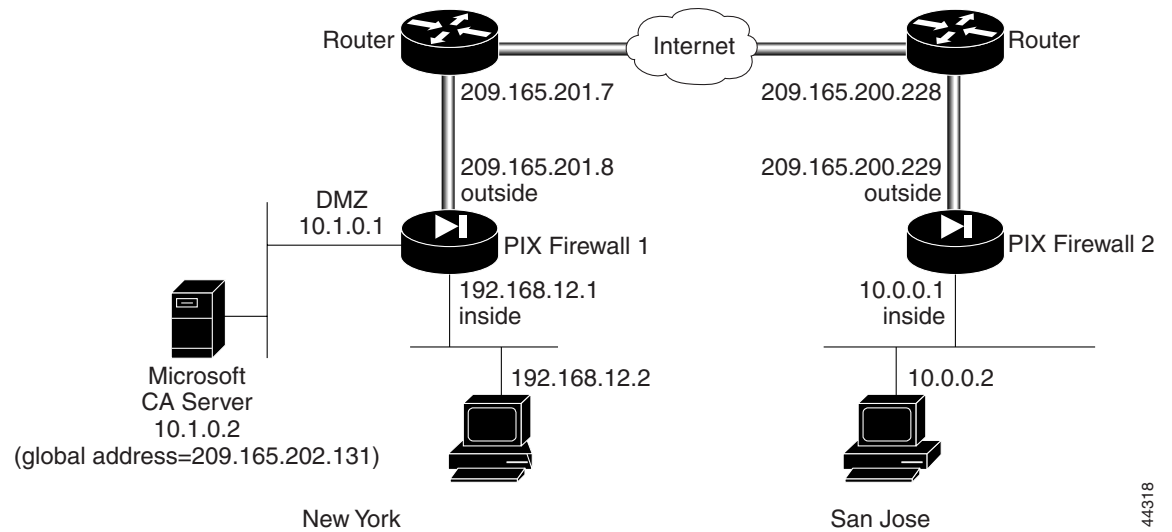 Router
Internet
Router
209.165.201.7
209.165.200.228
209.165.201.8
outside
209.165.200.229
outside
DMZ
10.1.0.1
PIX Firewall 1
PIX Firewall 2
192.168.12.1
inside
10.0.0.1
inside
Microsoft
CA Server
10.1.0.2
(global address=209.165.202.131)
192.168.12.2
10.0.0.2
New York
San Jose
44318